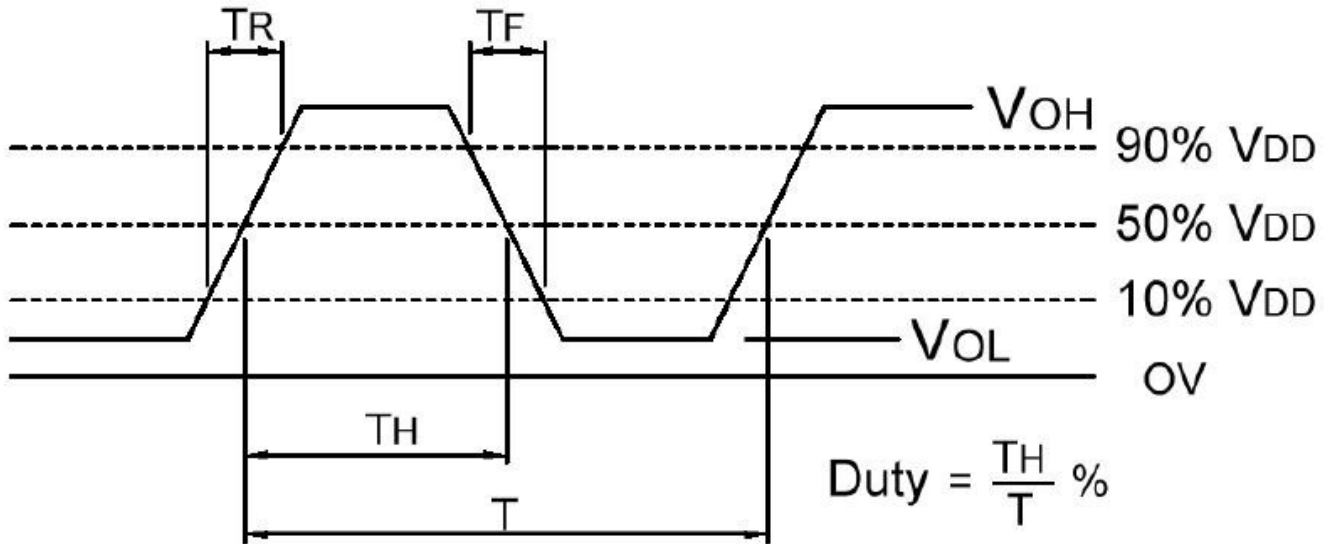 TR TF
VOH
90% VDD
50% VDD
10% VDD
VOL
OV
TH
T
Duty = TH/T %